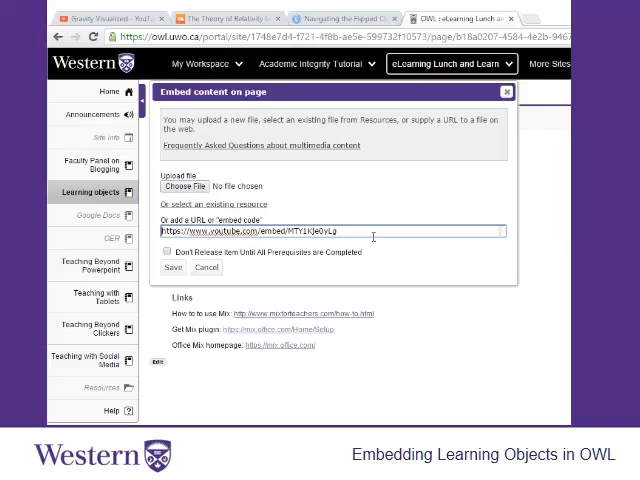 Gravity Visualized - YouT
The Theory of Relativity is
Navigating the Flipped Cl
OWL : eLearning Lunch an
https://owl.uwo.ca/portal/site/1748e7d4-f721-4f8b-ae5e-599732f10573/page/b18a0207-4584-4e2b-9467
Western
My Workspace
Academic Integrity Tutorial
eLearning Lunch and Learn
More Sites
Home
Announcements
Site Info
Faculty Panel on
Blogging
Learning objects
Google Docs
OER
Teaching Beyond
Powerpoint
Teaching with
Tablets
Teaching Beyond
Clickers
Teaching with Social
Media
Resources
Help
Embed content on page
You may upload a new file, select an existing file from Resources, or supply a URL to a file on
the web.
Frequently Asked Questions about multimedia content
Upload file
Choose File No file chosen
Or select an existing resource
Or add a URL or "embed code"
https://www.youtube.com/embed/MTY1Kje0yLg
Don't Release Item Until All Prerequisites are Completed
Save
Cancel
Links
How to to use Mix: http://www.mixforteachers.com/how-to.html
Get Mix plugin: https://mix.office.com/Home/Setup
Office Mix homepage: https://mix.office.com/
Edit
Western
Embedding Learning Objects in OWL